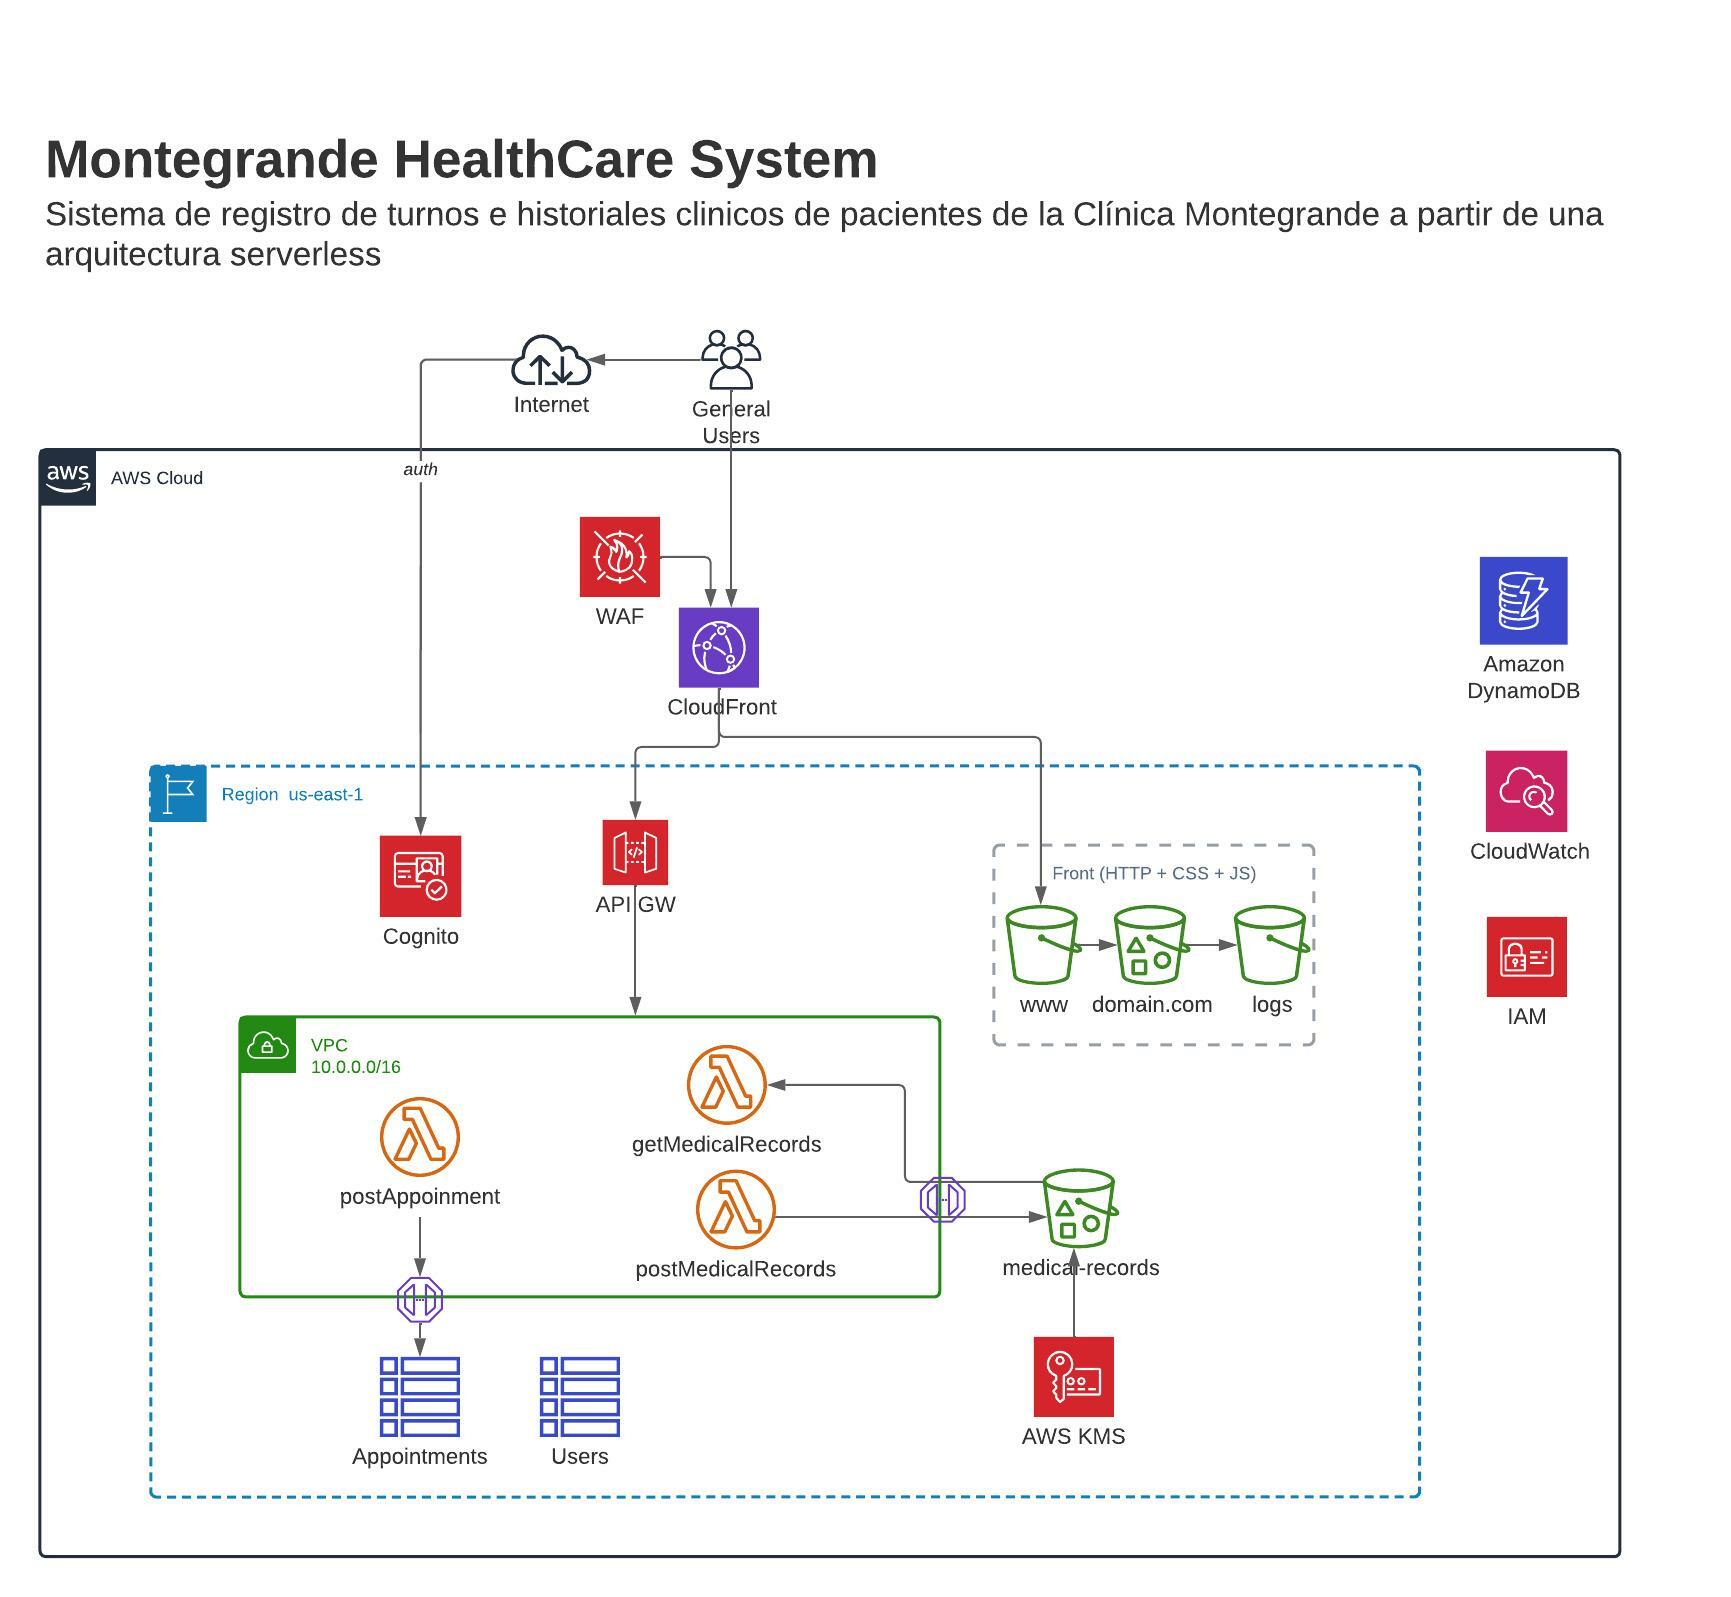 Montegrande HealthCare System
Sistema de registro de turnos e historiales clinicos de pacientes de la Clínica Montegrande a partir de una
arquitectura serverless
Internet
General
Users
aws
AWS Cloud
auth
WAF
CloudFront
Amazon
DynamoDB
Region us-east-1
CloudWatch
Cognito
API GW
Front (HTTP + CSS + JS)
www
domain.com
logs
IAM
VPC
10.0.0.0/16
getMedicalRecords
postAppoinment
postMedicalRecords
medical-records
Appointments
Users
AWS KMS